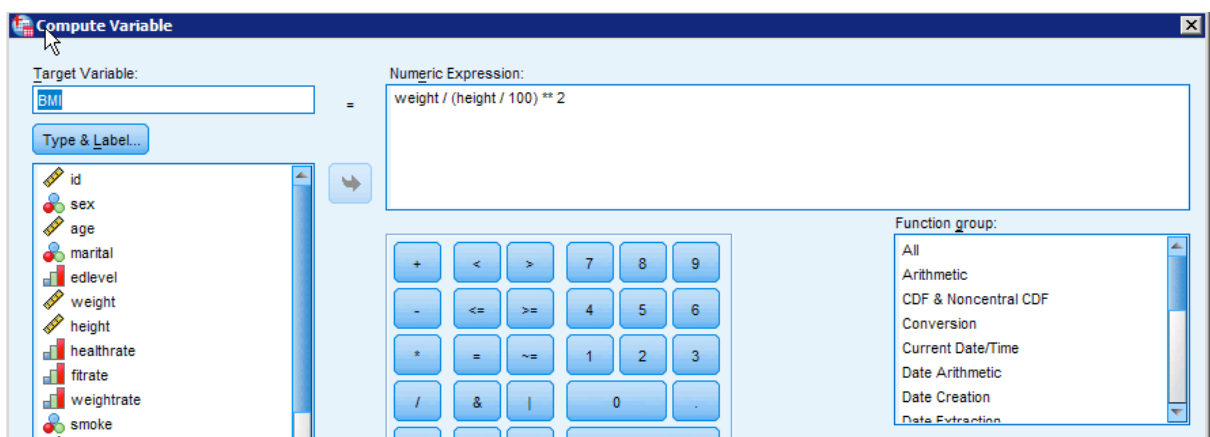 Compute Variable
Target Variable:
BMI
=
Numeric Expression:
weight / (height / 100) ** 2
Type & Label...
id
sex
age
marital
edlevel
weight
height
healthrate
fitrate
weightrate
smoke
+ < > 7 8 9
- <= >= 4 5 6
* = ~= 1 2 3
/ & | 0 .
Function group:
All
Arithmetic
CDF & Noncentral CDF
Conversion
Current Date/Time
Date Arithmetic
Date Creation
Date Extraction